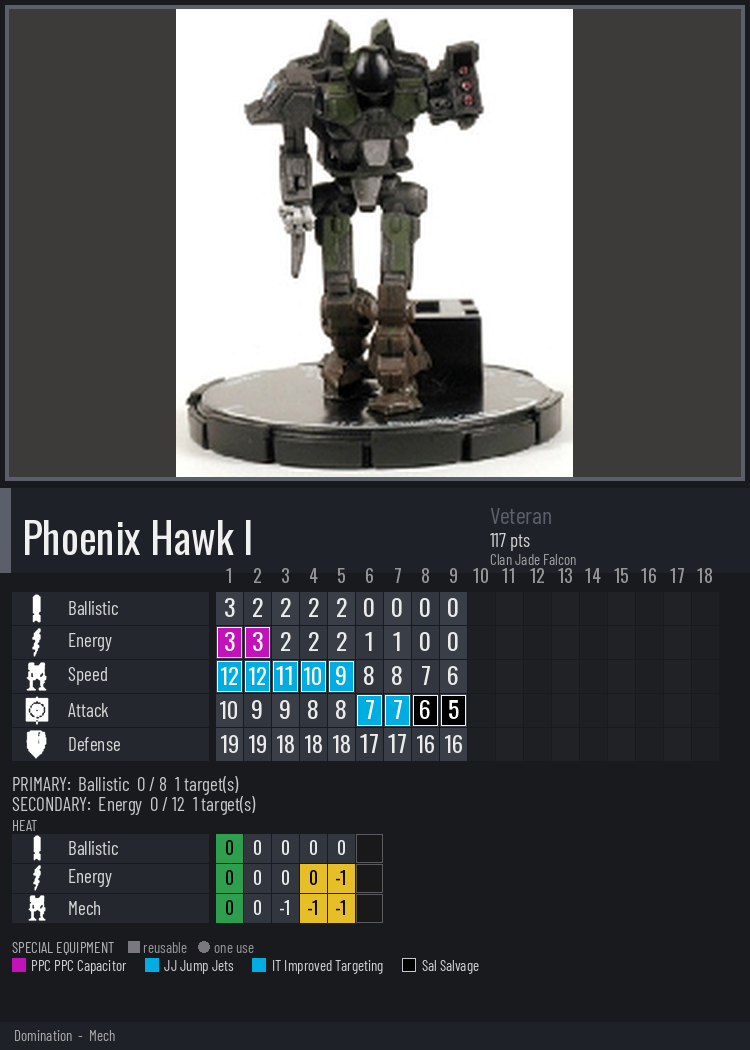 Phoenix Hawk I
Veteran
117 pts
Clan Jade Falcon
1 2 3 4 5 6 7 8 9 10 11 12 13 14 15 16 17 18
Ballistic 3 2 2 2 2 0 0 0 0
Energy 3 3 2 2 2 1 1 0 0
Speed 12 12 11 10 9 8 8 7 6
Attack 10 9 9 8 8 7 7 6 5
Defense 19 19 18 18 18 17 17 16 16
PRIMARY: Ballistic 0 / 8 1 target(s)
SECONDARY: Energy 0 / 12 1 target(s)
HEAT
Ballistic 0 0 0 0 0
Energy 0 0 0 0 -1
Mech 0 0 -1 -1 -1
SPECIAL EQUIPMENT reusable one use
PPC PPC Capacitor JJ Jump Jets IT Improved Targeting Sal Salvage
Domination - Mech